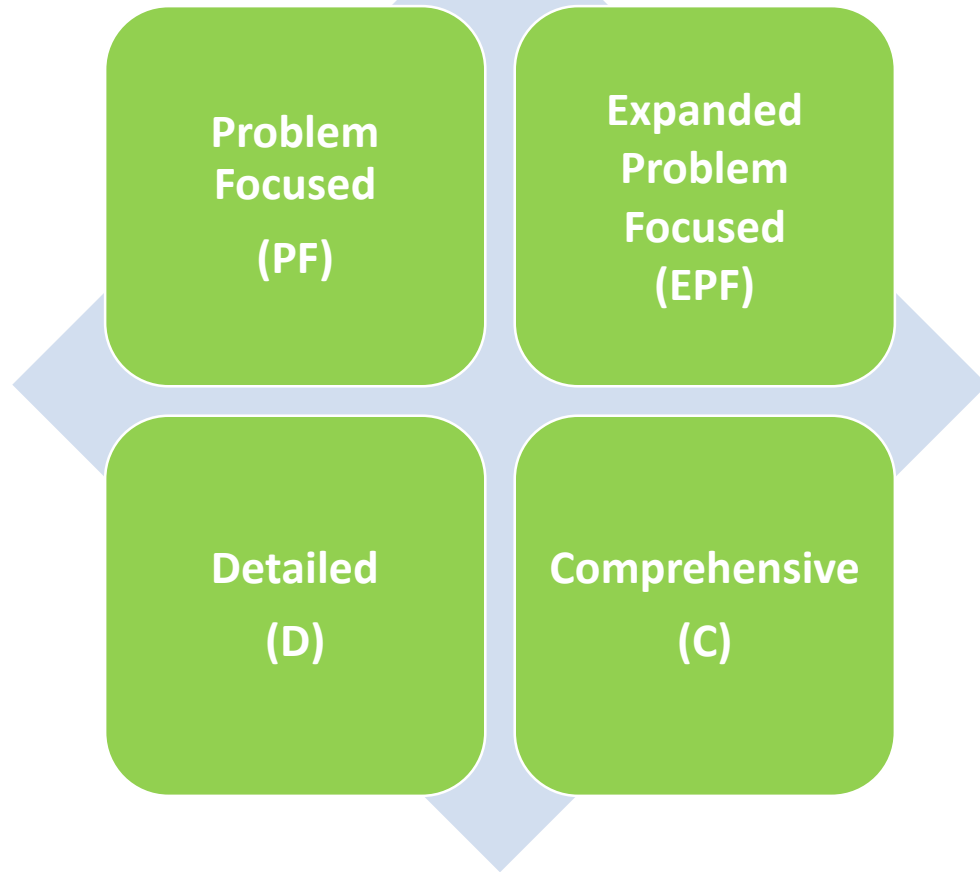 Problem
Focused
(PF)
Expanded
Problem
Focused
(EPF)
Detailed
(D)
Comprehensive
(C)